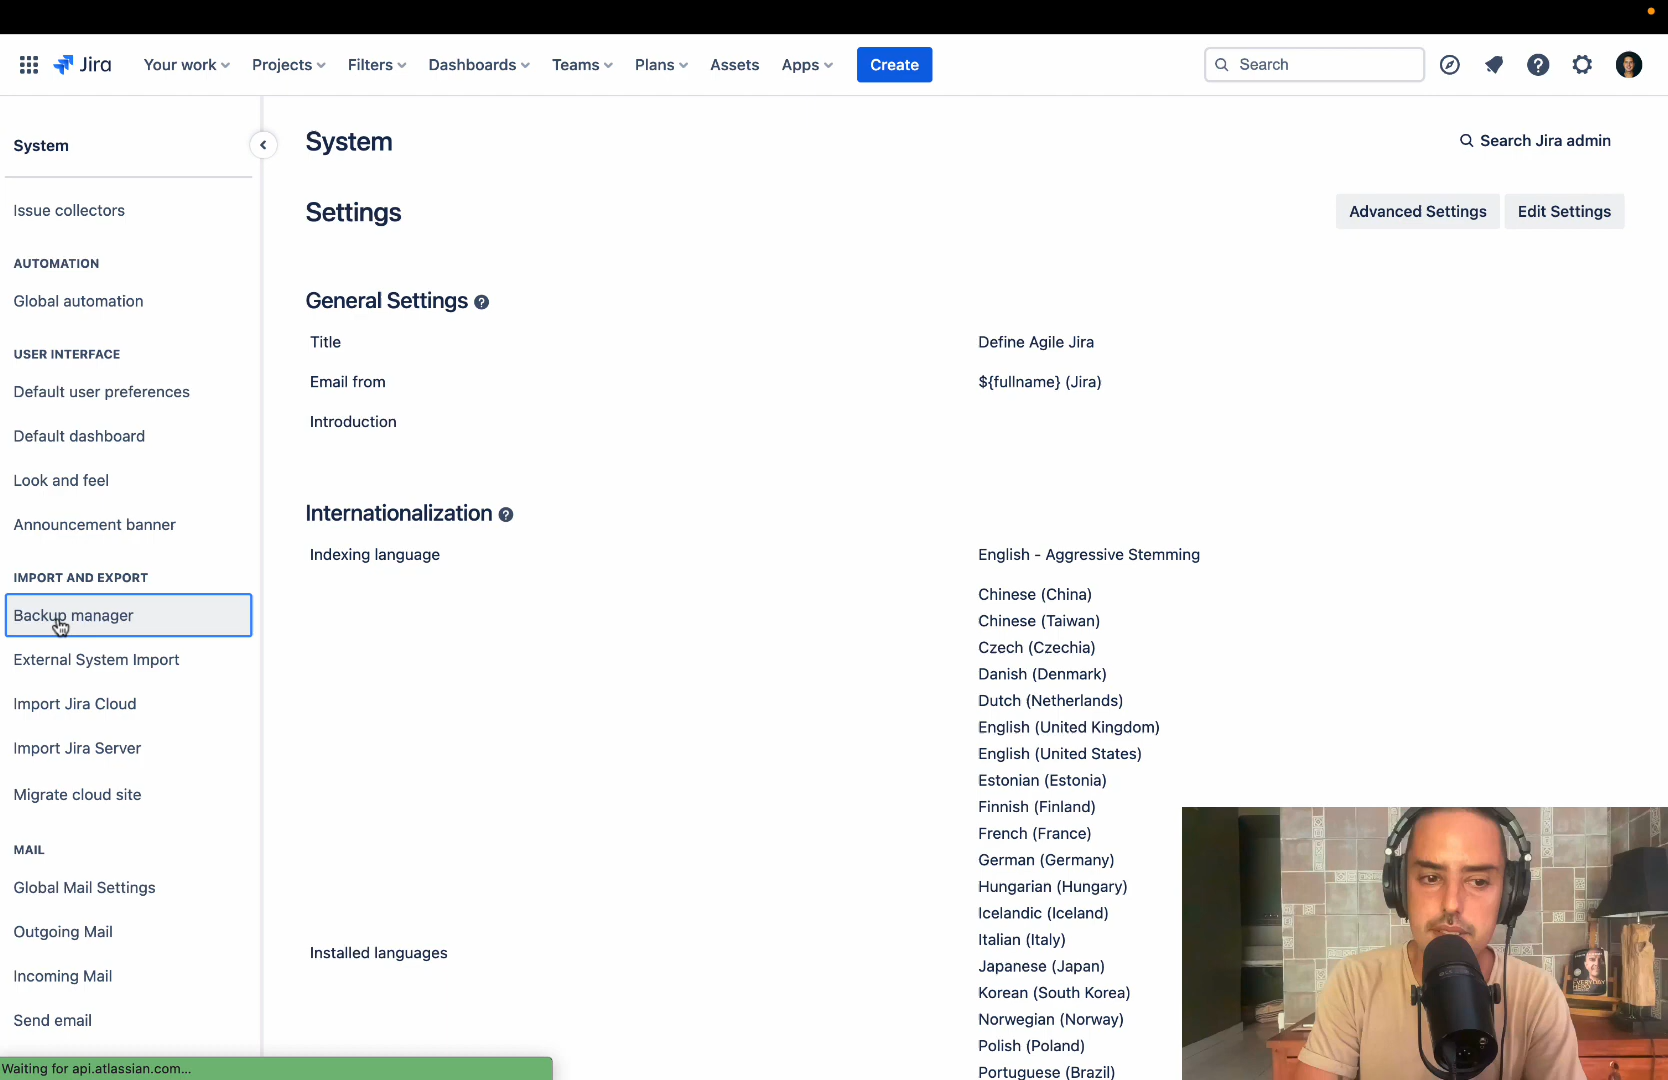 Jira
Your work
Projects
Filters
Dashboards
Teams
Plans
Assets
Apps
Create
Search
System
Issue collectors
AUTOMATION
Global automation
USER INTERFACE
Default user preferences
Default dashboard
Look and feel
Announcement banner
IMPORT AND EXPORT
Backup manager
External System Import
Import Jira Cloud
Import Jira Server
Migrate cloud site
MAIL
Global Mail Settings
Outgoing Mail
Incoming Mail
Send email
Waiting for api.atlassian.com...
System
Search Jira admin
Settings
Advanced Settings
Edit Settings
General Settings
Title
Define Agile Jira
Email from
${fullname} (Jira)
Introduction
Internationalization
Indexing language
English - Aggressive Stemming
Installed languages
Chinese (China)
Chinese (Taiwan)
Czech (Czechia)
Danish (Denmark)
Dutch (Netherlands)
English (United Kingdom)
English (United States)
Estonian (Estonia)
Finnish (Finland)
French (France)
German (Germany)
Hungarian (Hungary)
Icelandic (Iceland)
Italian (Italy)
Japanese (Japan)
Korean (South Korea)
Norwegian (Norway)
Polish (Poland)
Portuguese (Brazil)